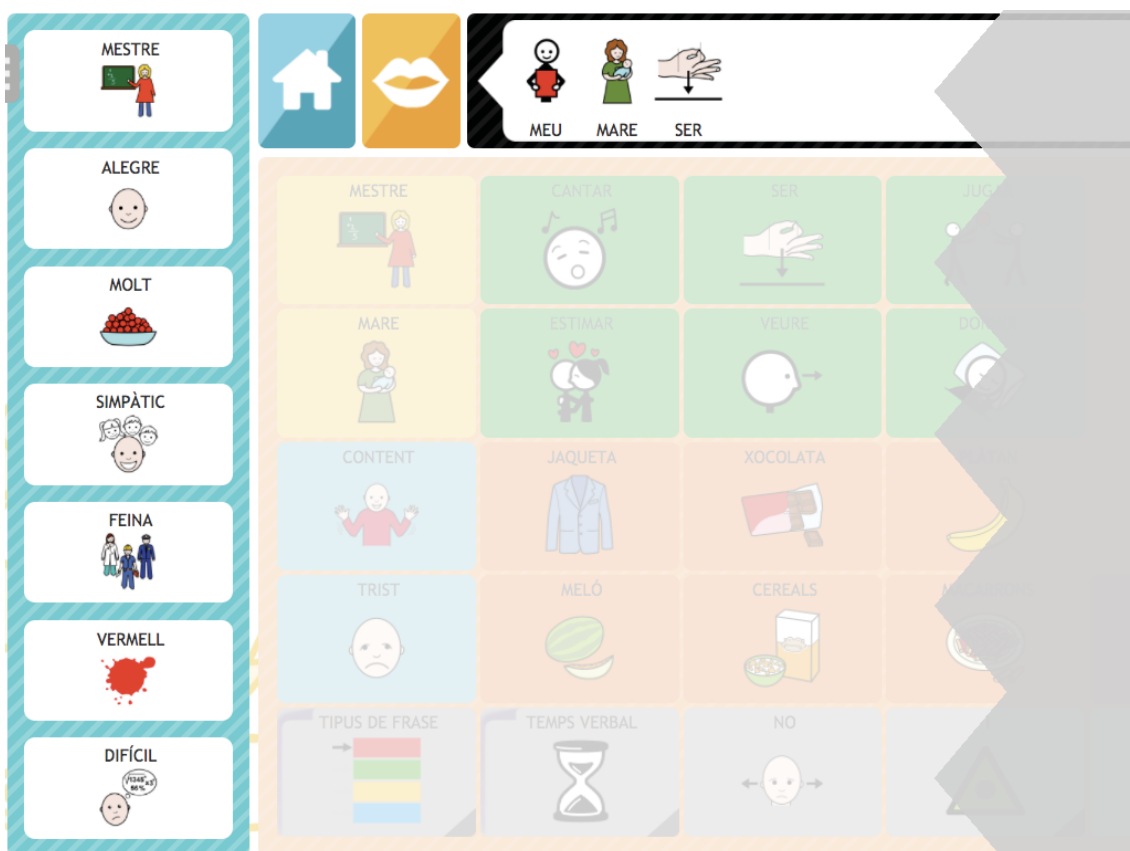 MESTRE
ALEGRE
MOLT
SIMPÀTIC
FEINA
VERMELL
DIFÍCIL
MEU MARE SER
MESTRE CANTAR SER
MARE ESTIMAR VEURE
CONTENT JAQUETA XOCOLATA
TRIST MELÓ CEREALS
TIPUS DE FRASE TEMPS VERBAL NO